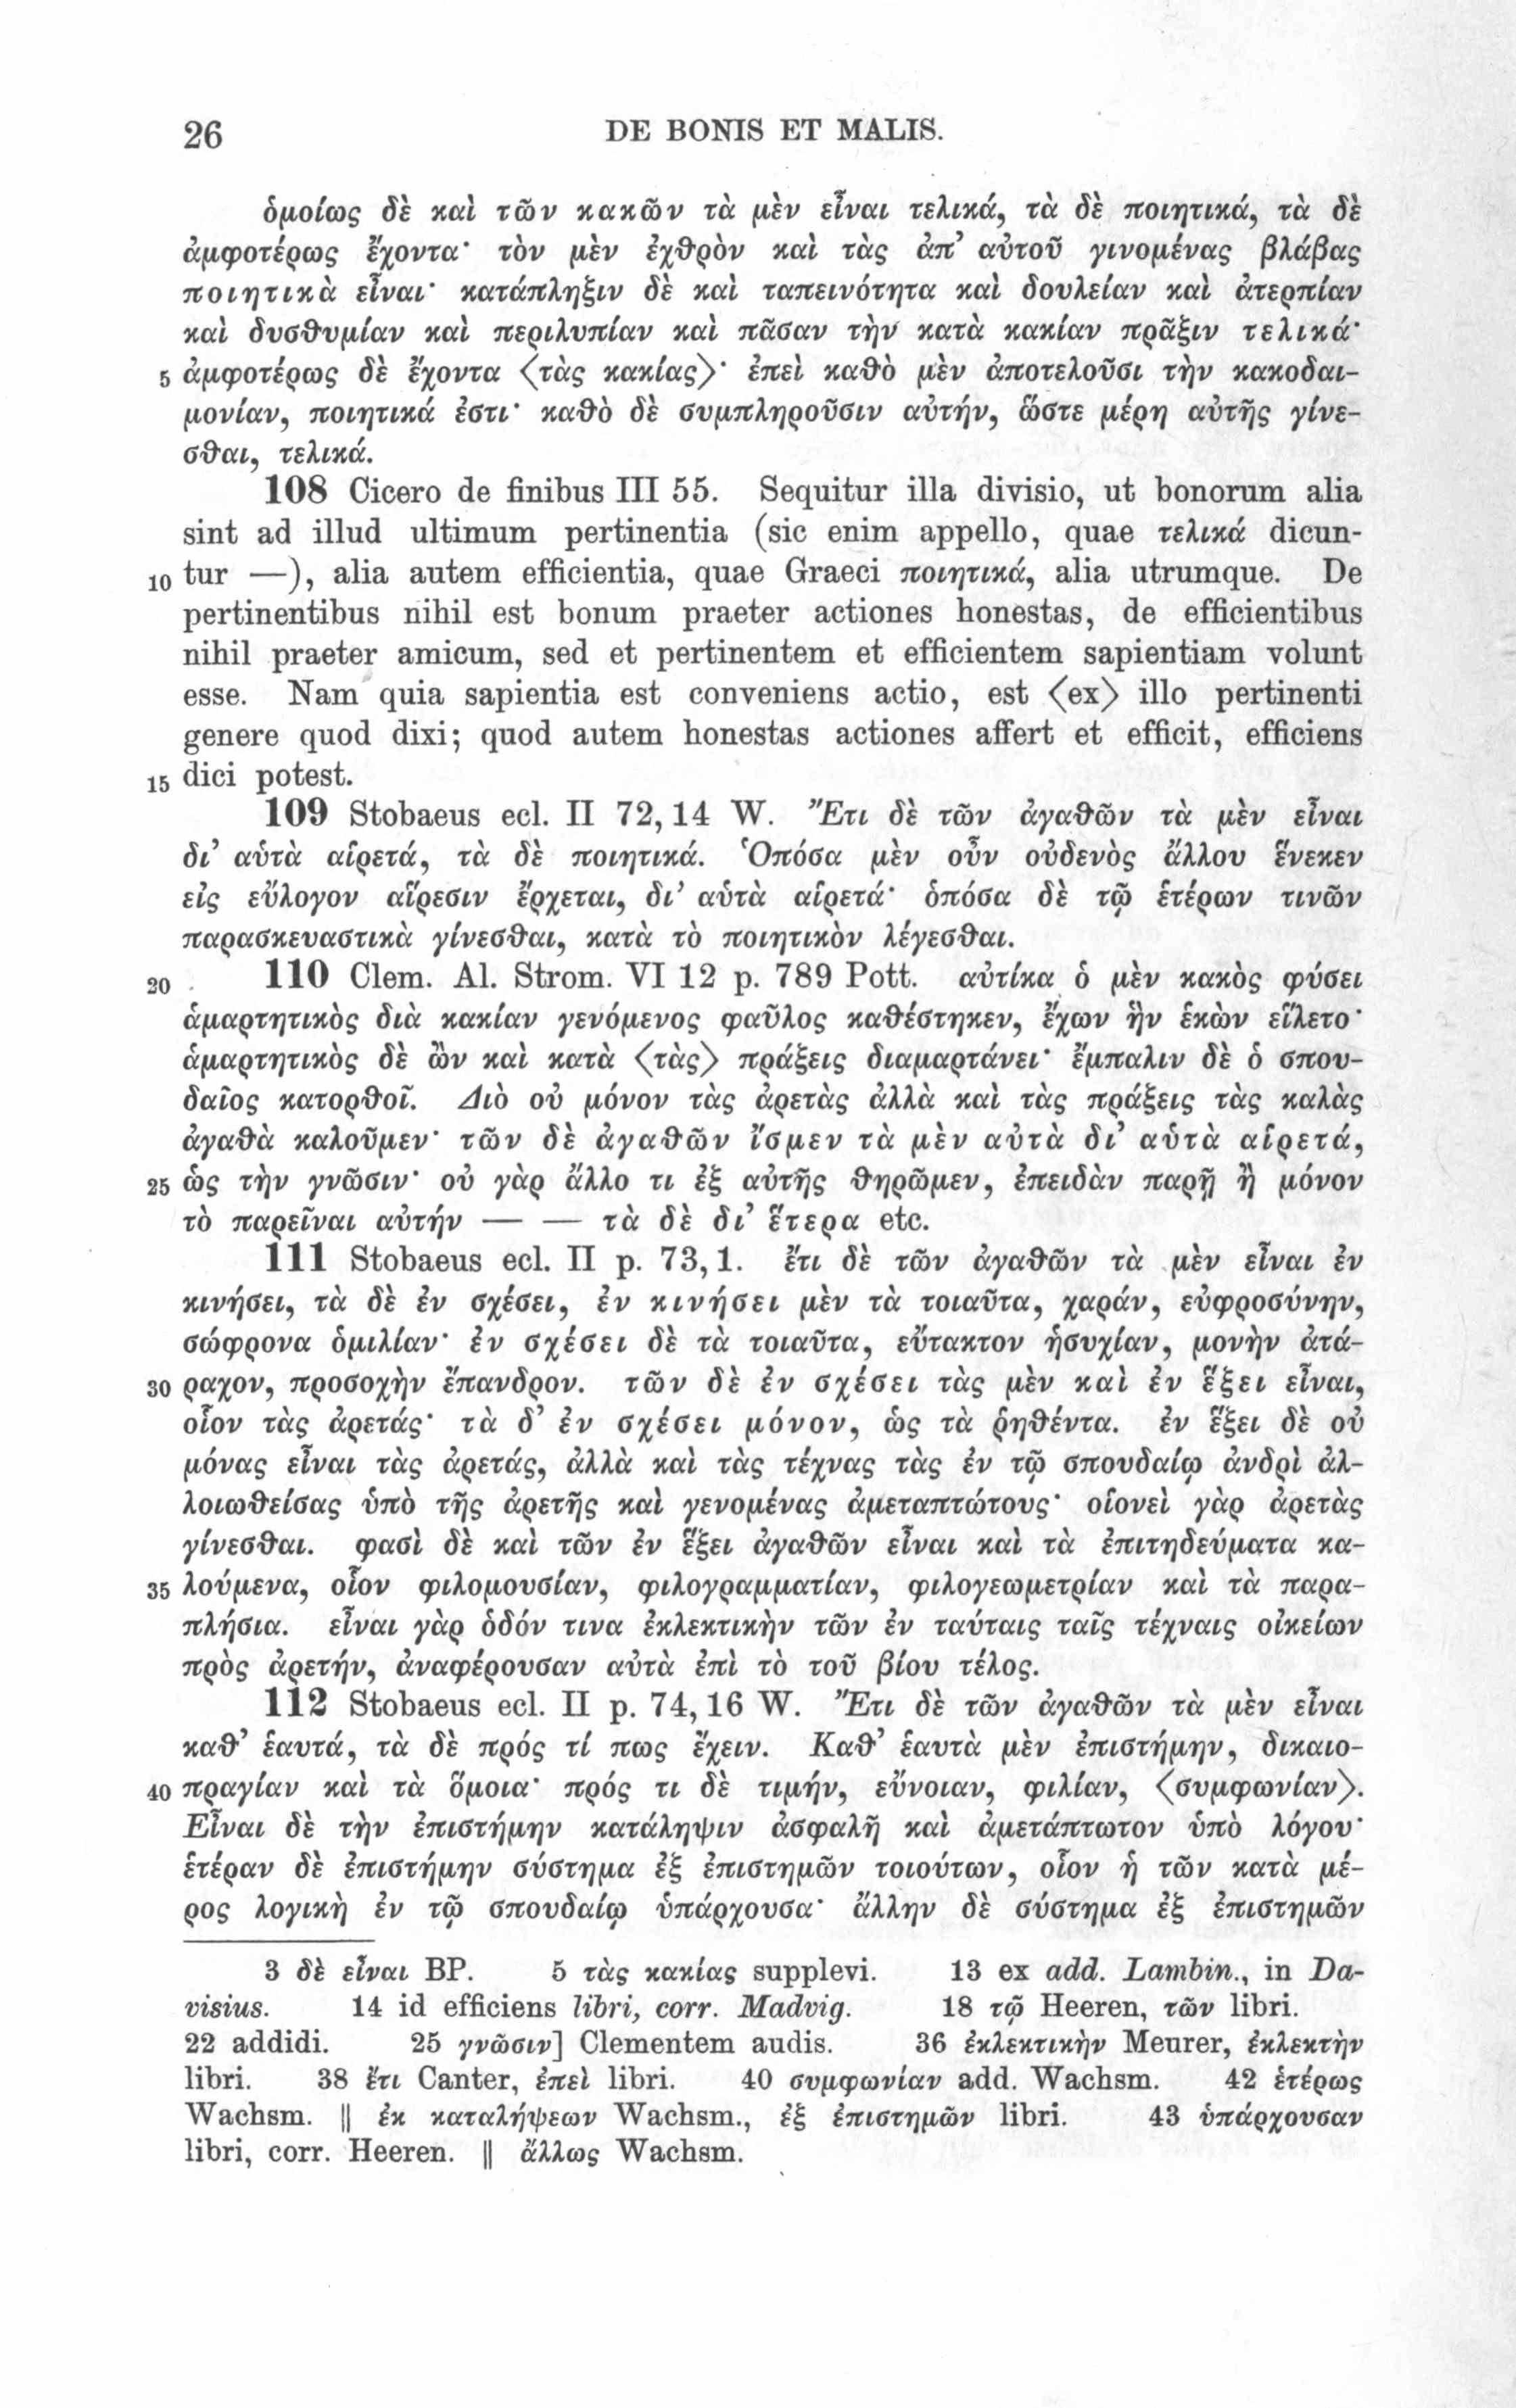 26 DE BONIS ET MALIS.
ὁμοίως δὲ καὶ τῶν κακῶν τὰ μὲν εἶναι τελικά, τὰ δὲ ποιητικά, τὰ δὲ
ἀμφοτέρως ἔχοντα· τὸν μὲν ἐχθρὸν καὶ τὰς ἀπ’ αὐτοῦ γινομένας βλάβας
ποιητικὰ εἶναι· κατάπληξιν δὲ καὶ ταπεινότητα καὶ δουλείαν καὶ ἀτερπίαν
καὶ δυσθυμίαν καὶ περιλυπίαν καὶ πᾶσαν τὴν κατὰ κακίαν πρᾶξιν τελικά·
5 ἀμφοτέρως δὲ ἔχοντα ⟨τὰς κακίας⟩· ἐπεὶ καθὸ μὲν ἀποτελοῦσι τὴν κακοδαι-
μονίαν, ποιητικά ἐστι· καθὸ δὲ συμπληροῦσιν αὐτήν, ὥστε μέρη αὐτῆς γίνε-
σθαι, τελικά.
108 Cicero de finibus III 55. Sequitur illa divisio, ut bonorum alia
sint ad illud ultimum pertinentia (sic enim appello, quae τελικά dicun-
10 tur —), alia autem efficientia, quae Graeci ποιητικά, alia utrumque. De
pertinentibus nihil est bonum praeter actiones honestas, de efficientibus
nihil praeter amicum, sed et pertinentem et efficientem sapientiam volunt
esse. Nam quia sapientia est conveniens actio, est ⟨ex⟩ illo pertinenti
genere quod dixi; quod autem honestas actiones affert et efficit, efficiens
15 dici potest.
109 Stobaeus ecl. II 72,14 W. Ἔτι δὲ τῶν ἀγαθῶν τὰ μὲν εἶναι
δι’ αὑτὰ αἱρετά, τὰ δὲ ποιητικά. Ὁπόσα μὲν οὖν οὐδενὸς ἄλλου ἕνεκεν
εἰς εὔλογον αἵρεσιν ἔρχεται, δι’ αὑτὰ αἱρετά· ὁπόσα δὲ τῷ ἑτέρων τινῶν
παρασκευαστικὰ γίνεσθαι, κατὰ τὸ ποιητικὸν λέγεσθαι.
20 110 Clem. Al. Strom. VI 12 p. 789 Pott. αὐτίκα ὁ μὲν κακὸς φύσει
ἁμαρτητικὸς διὰ κακίαν γενόμενος φαῦλος καθέστηκεν, ἔχων ἣν ἑκὼν εἵλετο·
ἁμαρτητικὸς δὲ ὢν καὶ κατὰ ⟨τὰς⟩ πράξεις διαμαρτάνει· ἔμπαλιν δὲ ὁ σπου-
δαῖος κατορθοῖ. Διὸ οὐ μόνον τὰς ἀρετὰς ἀλλὰ καὶ τὰς πράξεις τὰς καλὰς
ἀγαθὰ καλοῦμεν· τῶν δὲ ἀγαθῶν ἴσμεν τὰ μὲν αὐτὰ δι’ αὑτὰ αἱρετά,
25 ὡς τὴν γνῶσιν· οὐ γὰρ ἄλλο τι ἐξ αὐτῆς θηρῶμεν, ἐπειδὰν παρῇ ἢ μόνον
τὸ παρεῖναι αὐτήν — — τὰ δὲ δι’ ἕτερα etc.
111 Stobaeus ecl. II p. 73,1. ἔτι δὲ τῶν ἀγαθῶν τὰ μὲν εἶναι ἐν
κινήσει, τὰ δὲ ἐν σχέσει, ἐν κινήσει μὲν τὰ τοιαῦτα, χαράν, εὐφροσύνην,
σώφρονα ὁμιλίαν· ἐν σχέσει δὲ τὰ τοιαῦτα, εὔτακτον ἡσυχίαν, μονὴν ἀτά-
30 ραχον, προσοχὴν ἔπανδρον. τῶν δὲ ἐν σχέσει τὰς μὲν καὶ ἐν ἕξει εἶναι,
οἷον τὰς ἀρετάς· τὰ δ’ ἐν σχέσει μόνον, ὡς τὰ ῥηθέντα. ἐν ἕξει δὲ οὐ
μόνας εἶναι τὰς ἀρετάς, ἀλλὰ καὶ τὰς τέχνας τὰς ἐν τῷ σπουδαίῳ ἀνδρὶ ἀλ-
λοιωθείσας ὑπὸ τῆς ἀρετῆς καὶ γενομένας ἀμεταπτώτους· οἱονεὶ γὰρ ἀρετὰς
γίνεσθαι. φασὶ δὲ καὶ τῶν ἐν ἕξει ἀγαθῶν εἶναι καὶ τὰ ἐπιτηδεύματα κα-
35 λούμενα, οἷον φιλομουσίαν, φιλογραμματίαν, φιλογεωμετρίαν καὶ τὰ παρα-
πλήσια. εἶναι γὰρ ὁδόν τινα ἐκλεκτικὴν τῶν ἐν ταύταις ταῖς τέχναις οἰκείων
πρὸς ἀρετήν, ἀναφέρουσαν αὐτὰ ἐπὶ τὸ τοῦ βίου τέλος.
112 Stobaeus ecl. II p. 74,16 W. Ἔτι δὲ τῶν ἀγαθῶν τὰ μὲν εἶναι
καθ’ ἑαυτά, τὰ δὲ πρός τί πως ἔχειν. Καθ’ ἑαυτὰ μὲν ἐπιστήμην, δικαιο-
40 πραγίαν καὶ τὰ ὅμοια· πρός τι δὲ τιμήν, εὔνοιαν, φιλίαν, ⟨συμφωνίαν⟩.
Εἶναι δὲ τὴν ἐπιστήμην κατάληψιν ἀσφαλῆ καὶ ἀμετάπτωτον ὑπὸ λόγου·
ἑτέραν δὲ ἐπιστήμην σύστημα ἐξ ἐπιστημῶν τοιούτων, οἷον ἡ τῶν κατὰ μέ-
ρος λογικὴ ἐν τῷ σπουδαίῳ ὑπάρχουσα· ἄλλην δὲ σύστημα ἐξ ἐπιστημῶν
3 δὲ εἶναι BP. 5 τὰς κακίας supplevi. 13 ex add. Lambin., in Da-
visius. 14 id efficiens libri, corr. Madvig. 18 τῷ Heeren, τῶν libri.
22 addidi. 25 γνῶσιν] Clementem audis. 36 ἐκλεκτικὴν Meurer, ἐκλεκτὴν
libri. 38 ἔτι Canter, ἐπεὶ libri. 40 συμφωνίαν add. Wachsm. 42 ἑτέρως
Wachsm. || ἐκ καταλήψεων Wachsm., ἐξ ἐπιστημῶν libri. 43 ὑπάρχουσαν
libri, corr. Heeren. || ἄλλως Wachsm.